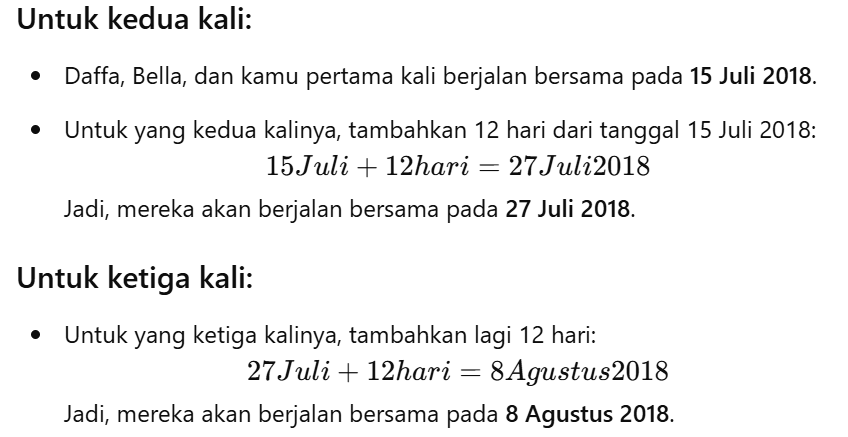 Untuk kedua kali:
• Daffa, Bella, dan kamu pertama kali berjalan bersama pada 15 Juli 2018.
• Untuk yang kedua kalinya, tambahkan 12 hari dari tanggal 15 Juli 2018:
15Juli + 12hari = 27Juli2018
Jadi, mereka akan berjalan bersama pada 27 Juli 2018.
Untuk ketiga kali:
• Untuk yang ketiga kalinya, tambahkan lagi 12 hari:
27Juli + 12hari = 8Agustus2018
Jadi, mereka akan berjalan bersama pada 8 Agustus 2018.